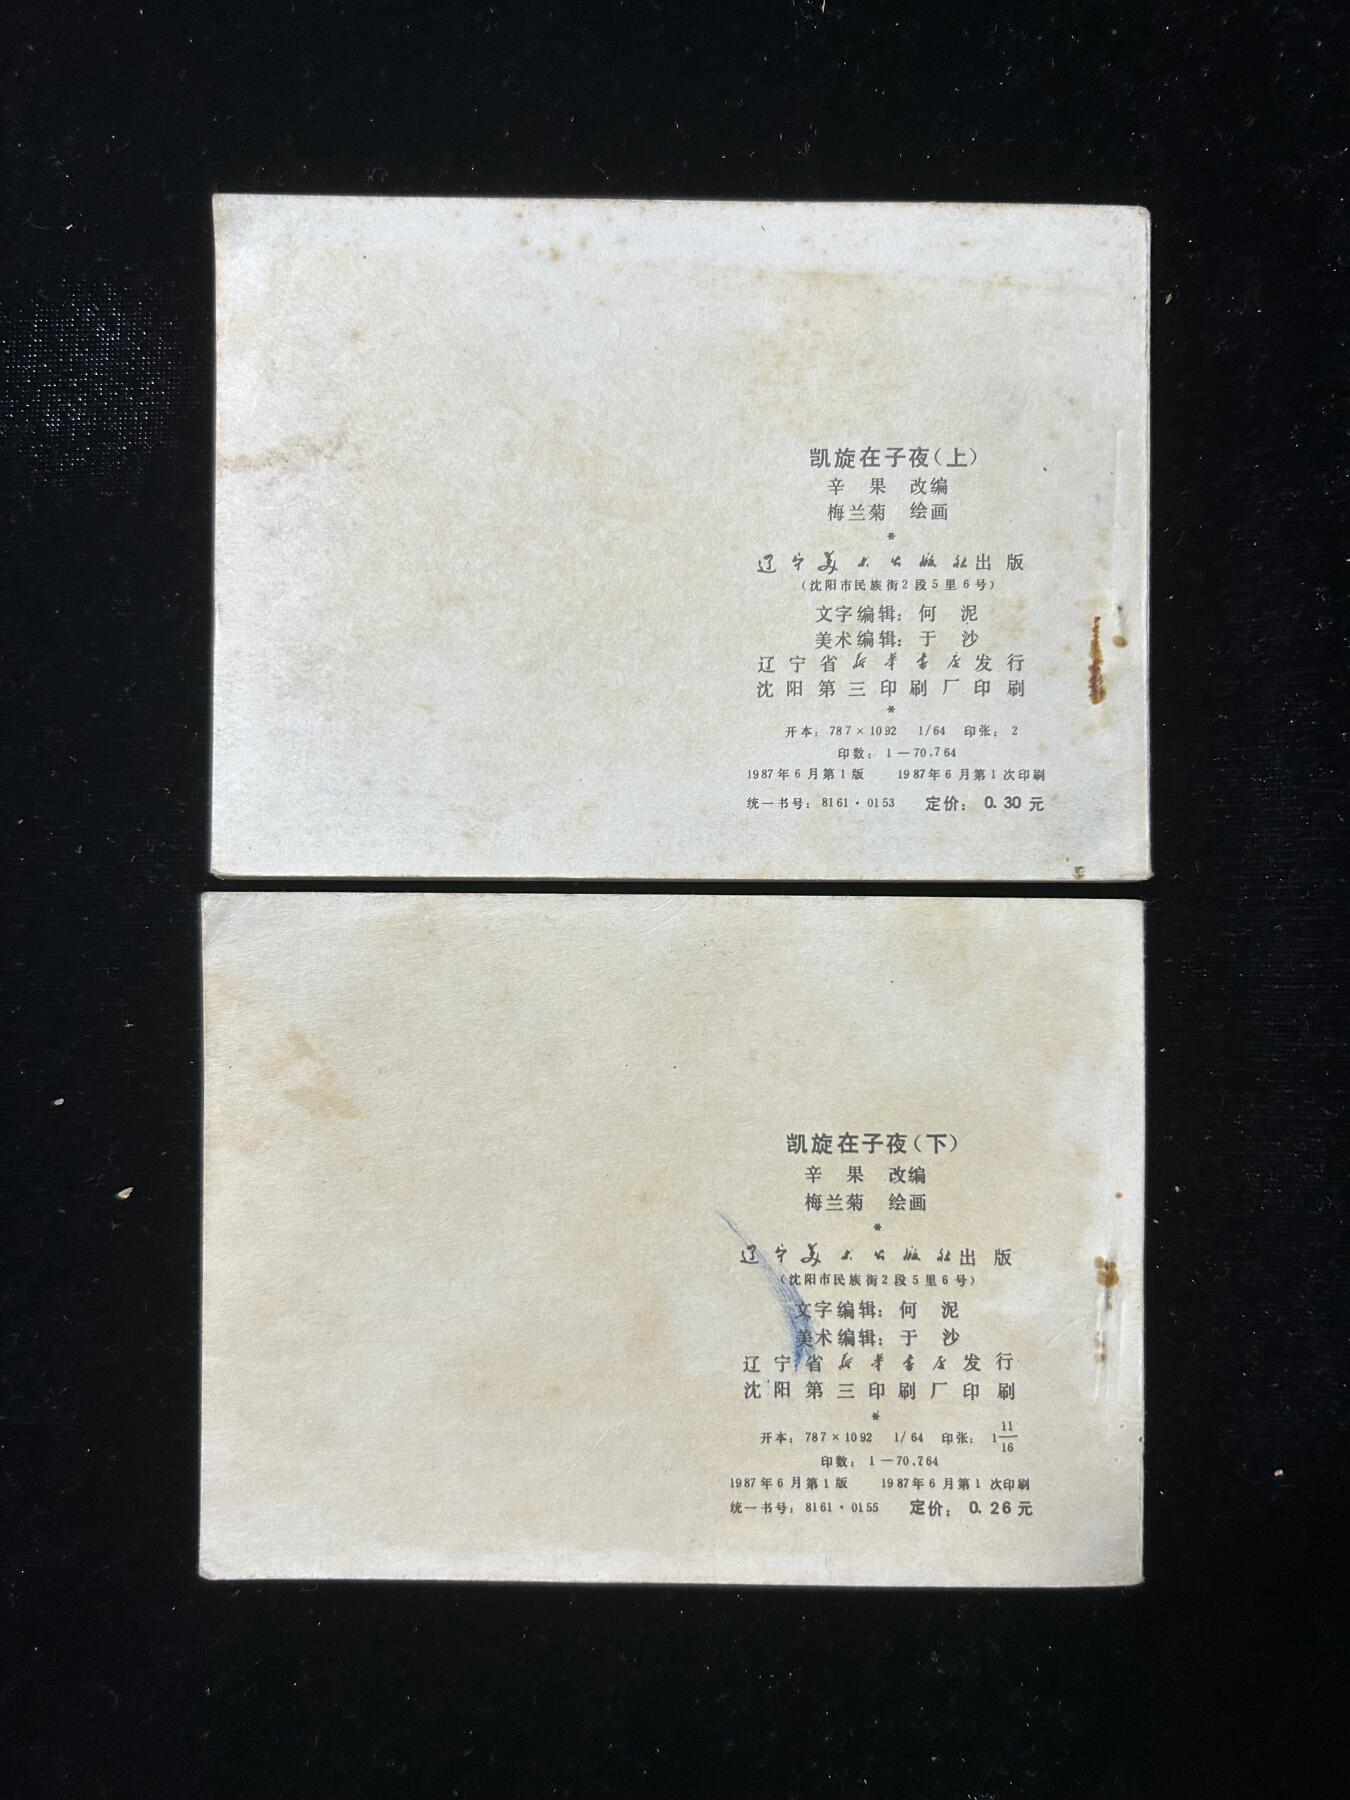 凯旋在子夜（上）
辛 果 改编
梅兰菊 绘画
*
辽宁美术出版社出版
（沈阳市民族街2段5里6号）
文字编辑：何 泥
美术编辑：于 沙
辽宁省新华书店发行
沈阳第三印刷厂印刷
*
开本：787×1092 1/64 印张：2
印数：1—70,764
1987年6月第1版 1987年6月第1次印刷
统一书号：8161·0153 定价：0.30元
凯旋在子夜（下）
辛 果 改编
梅兰菊 绘画
*
辽宁美术出版社出版
（沈阳市民族街2段5里6号）
文字编辑：何 泥
美术编辑：于 沙
辽宁省新华书店发行
沈阳第三印刷厂印刷
*
开本：787×1092 1/64 印张：1 11/16
印数：1—70,764
1987年6月第1版 1987年6月第1次印刷
统一书号：8161·0155 定价：0.26元